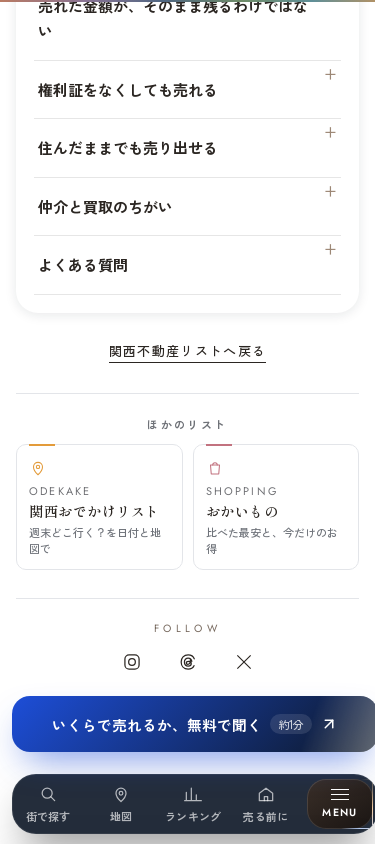 売れた金額が、そのまま残るわけではな
い
権利証をなくしても売れる
住んだままでも売り出せる
仲介と買取のちがい
よくある質問
関西不動産リストへ戻る
ほかのリスト
ODEKAKE
関西おでかけリスト
週末どこ行く？を日付と地
図で
SHOPPING
おかいもの
比べた最安と、今だけのお
得
FOLLOW
いくらで売れるか、無料で聞く 約1分
街で探す
地図
ランキング
売る前に
MENU